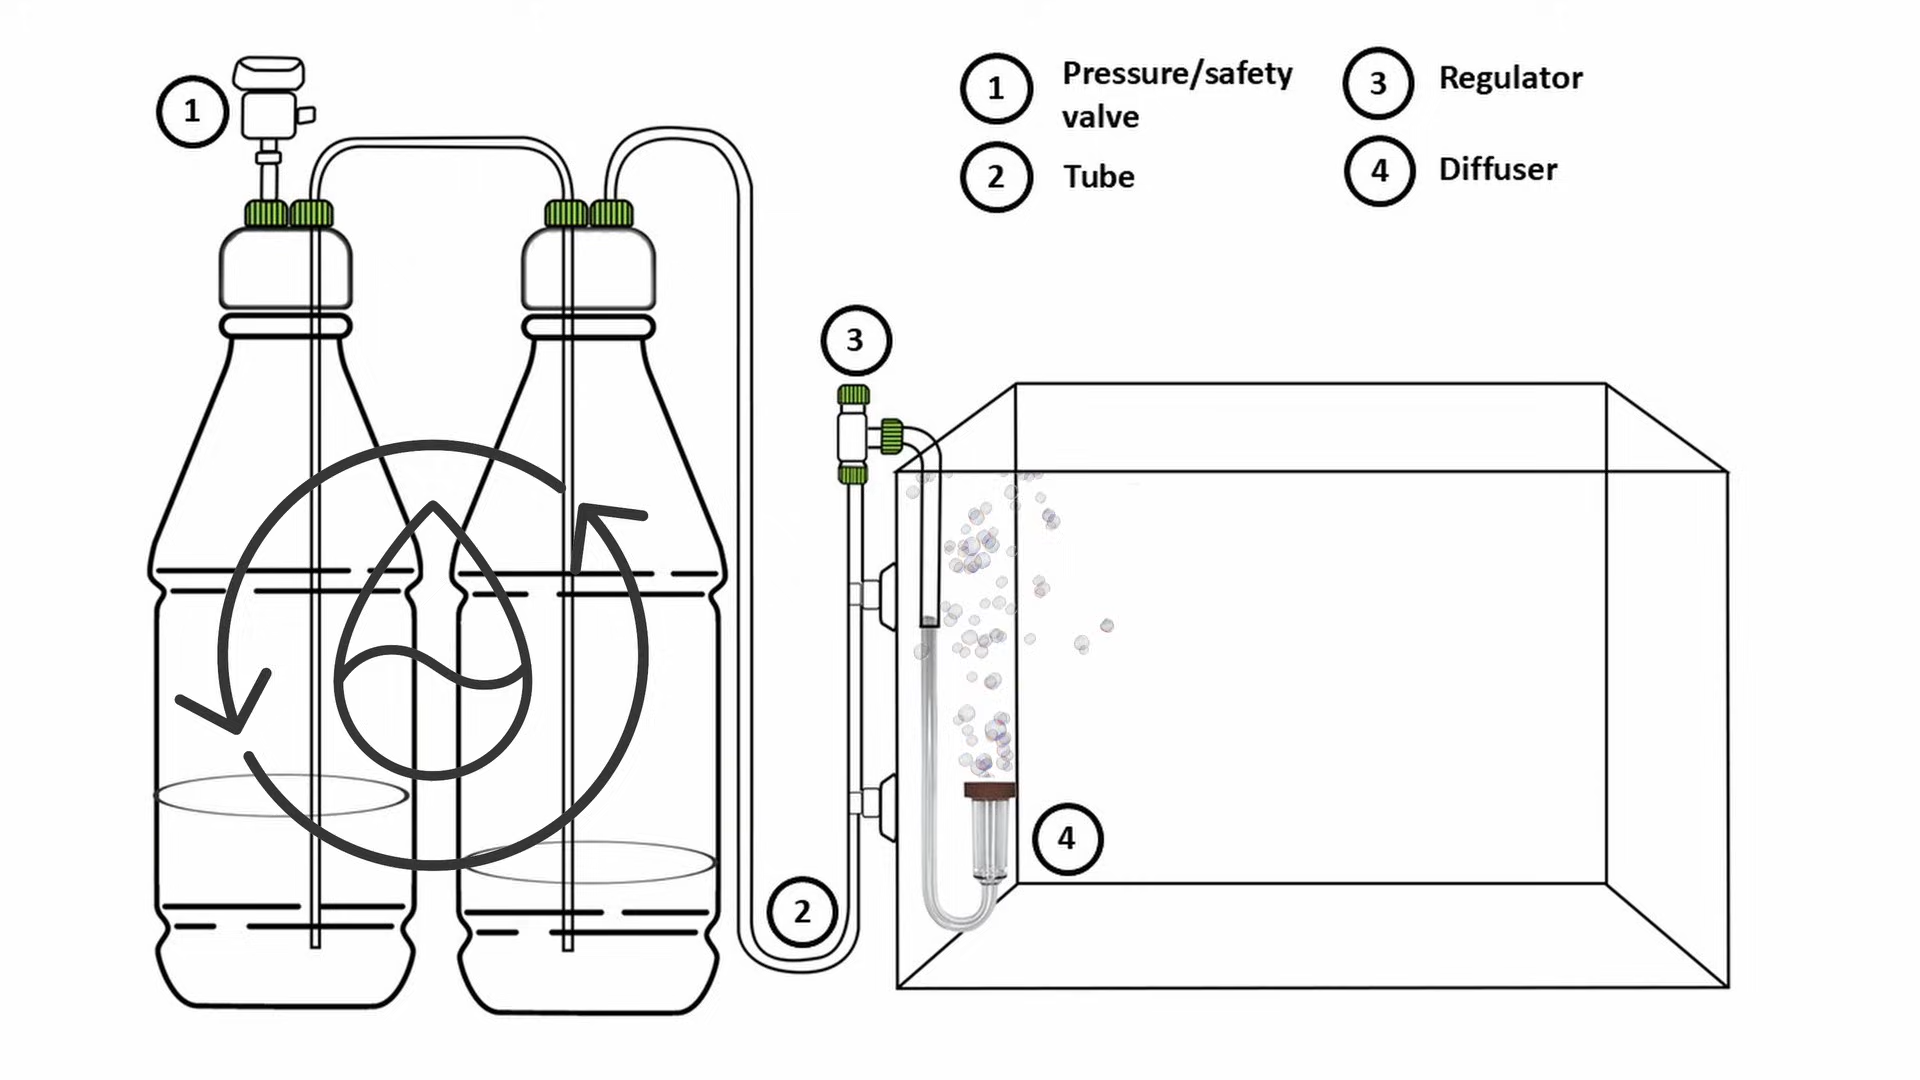 1 Pressure/safety
valve
2 Tube
3 Regulator
4 Diffuser
1
3
4
2